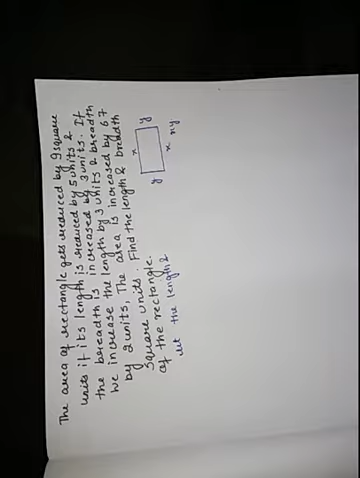 The area of rectangle gets reduced by 9 square
units if its length is reduced by 5 units &
the breadth is increased by 3 units. If
we increase the length by 3 units & breadth
by 2 units, The area is increased by 67
square units. Find the length & breadth
of the rectangle.
let the length
x
y
y
x
xy